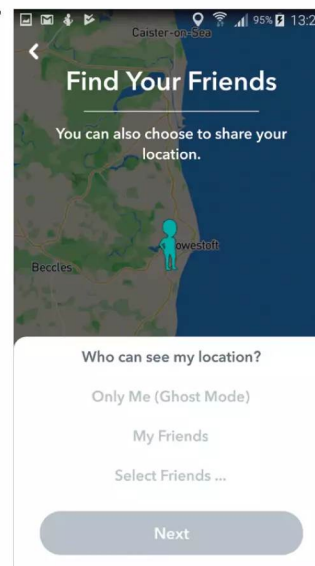 95% 13:2
Caister-on-Sea
Find Your Friends
You can also choose to share your
location.
owestoft
Beccles
Who can see my location?
Only Me (Ghost Mode)
My Friends
Select Friends ...
Next